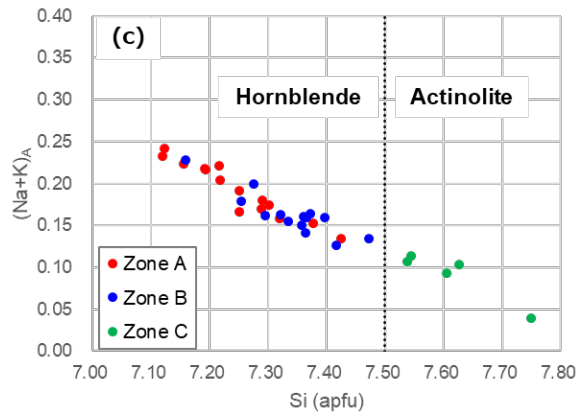 (c)
0.40
0.35
0.30
0.25
0.20
0.15
0.10
0.05
0.00
(Na+K)A
Hornblende
Actinolite
Zone A
Zone B
Zone C
7.00 7.10 7.20 7.30 7.40 7.50 7.60 7.70 7.80
Si (apfu)